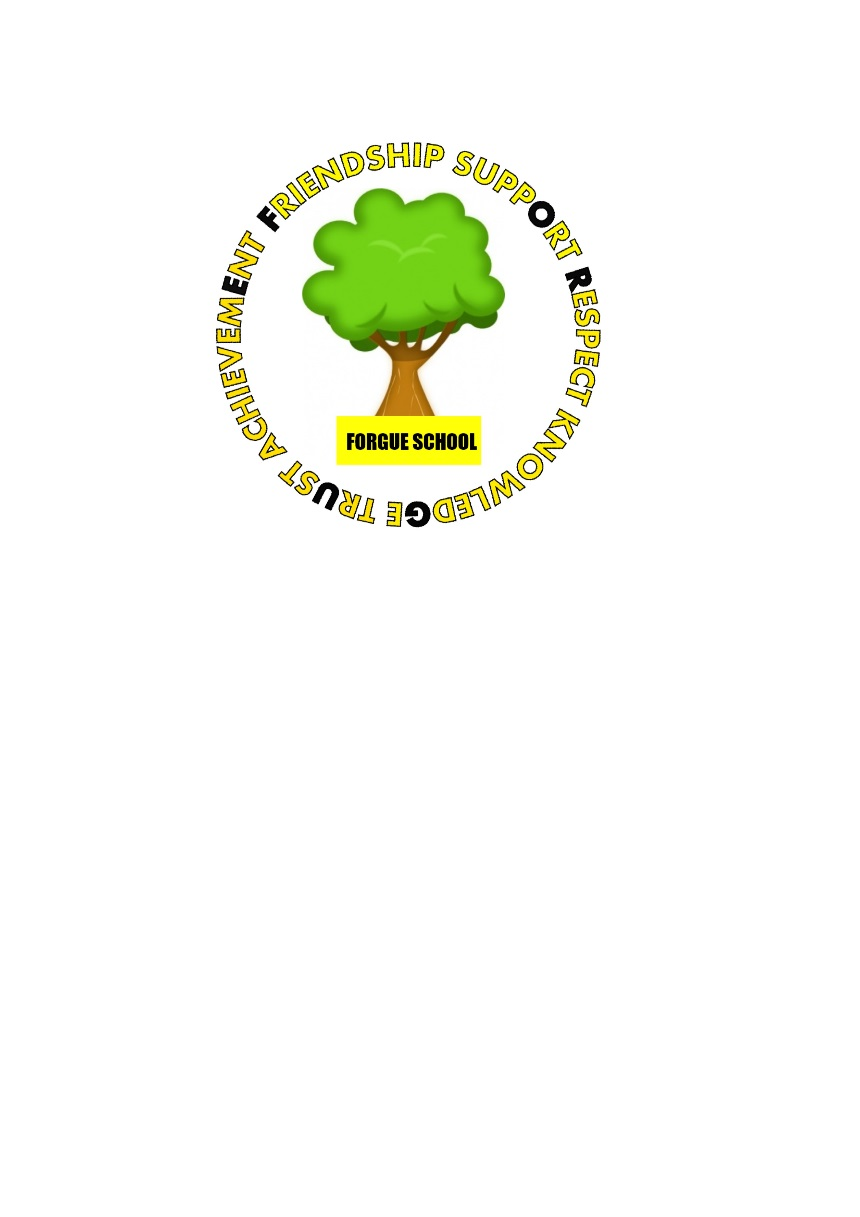 FRIENDSHIP SUPPORT RESPECT KNOWLEDGE TRUST ACHIEVEMENT
FORGUE SCHOOL